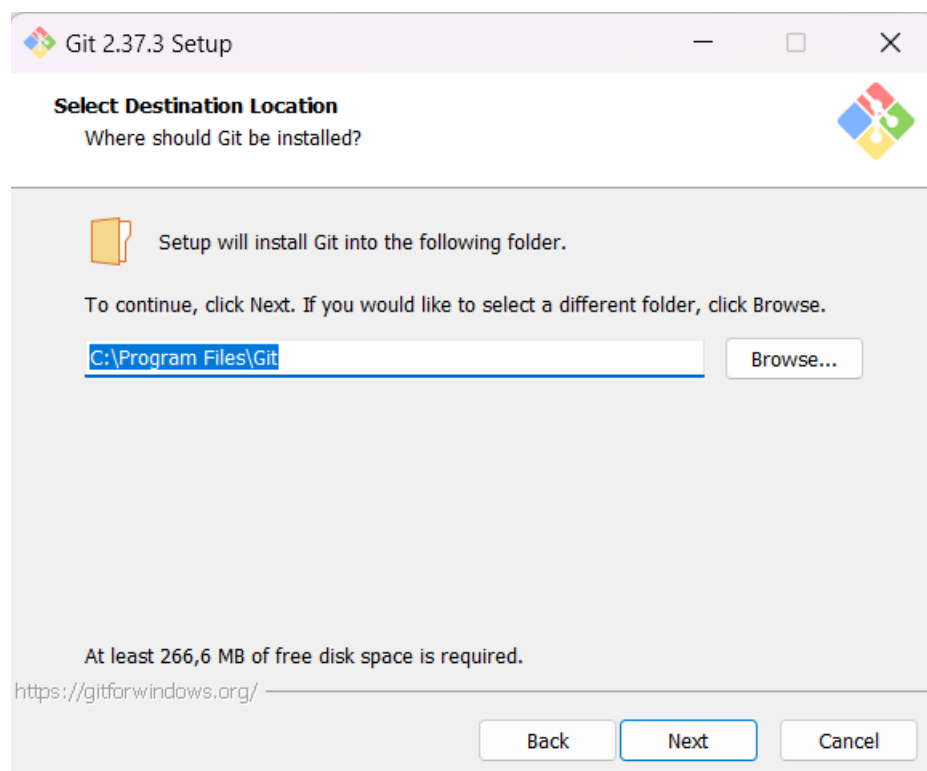 Git 2.37.3 Setup
Select Destination Location
Where should Git be installed?
Setup will install Git into the following folder.
To continue, click Next. If you would like to select a different folder, click Browse.
C:\Program Files\Git
Browse...
At least 266,6 MB of free disk space is required.
https://gitforwindows.org/
Back
Next
Cancel